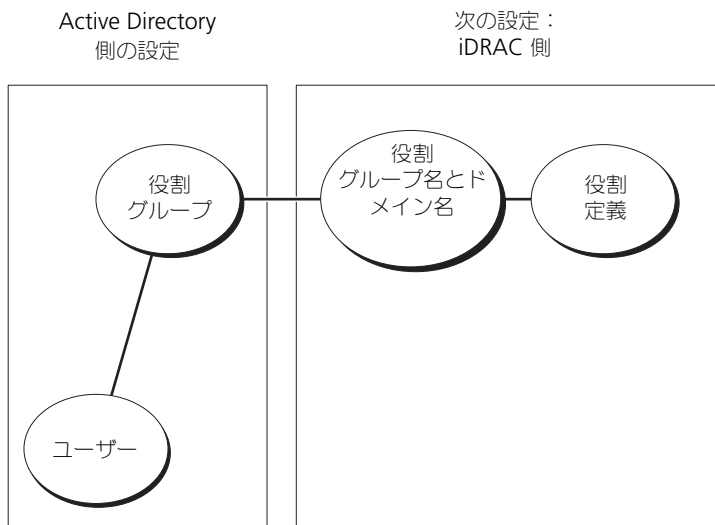 Active Directory
側の設定
次の設定：
iDRAC 側
役割
グループ
役割
グループ名とド
メイン名
役割
定義
ユーザー